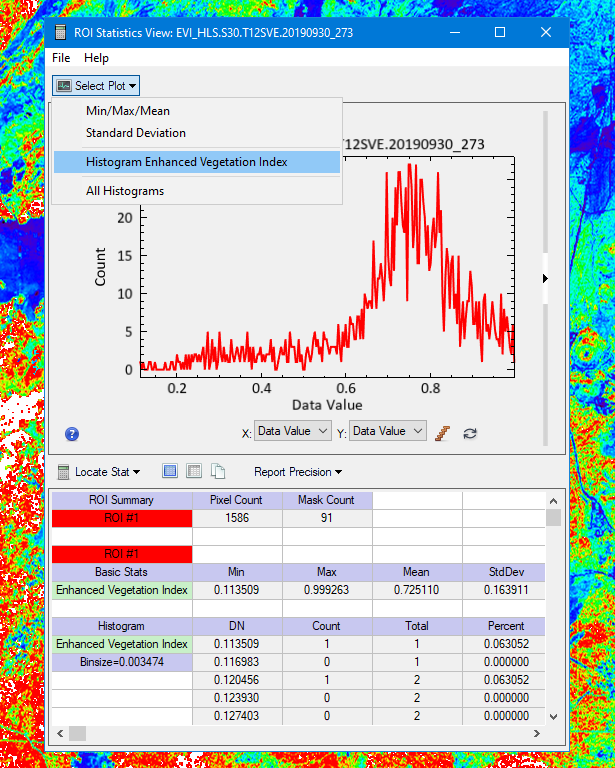 ROI Statistics View: EVI_HLS.S30.T12SVE.20190930_273
File Help
Select Plot
Min/Max/Mean
Standard Deviation
Histogram Enhanced Vegetation Index
All Histograms
T12SVE.20190930_273
20
15
10
5
0
Count
0.2 0.4 0.6 0.8
Data Value
? X: Data Value Y: Data Value
Locate Stat Report Precision
ROI Summary Pixel Count Mask Count
ROI #1 1586 91
ROI #1
Basic Stats Min Max Mean StdDev
Enhanced Vegetation Index 0.113509 0.999263 0.725110 0.163911
Histogram DN Count Total Percent
Enhanced Vegetation Index 0.113509 1 1 0.063052
Binsize=0.003474 0.116983 0 1 0.000000
0.120456 1 2 0.063052
0.123930 0 2 0.000000
0.127403 0 2 0.000000